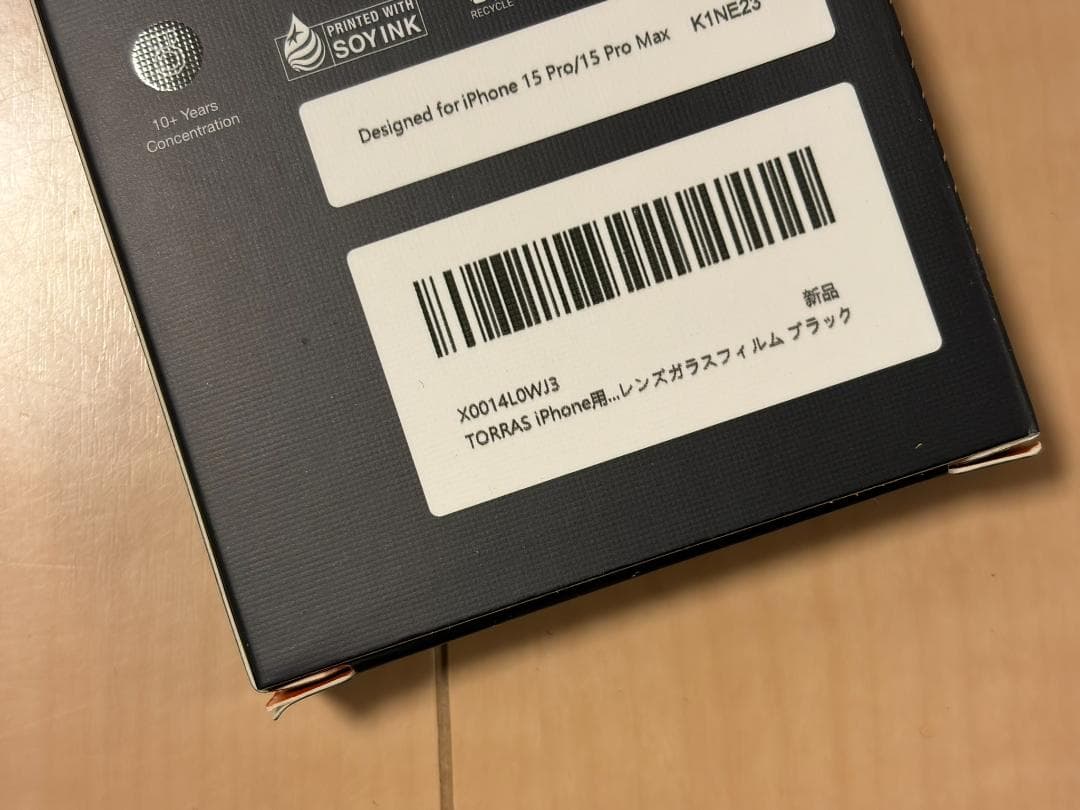 PRINTED WITH
SOY INK
RECYCLE
10+ Years
Concentration
Designed for iPhone 15 Pro/15 Pro Max K1NE23
新品
X0014L0WJ3
TORRAS iPhone用...レンズガラスフィルム ブラック